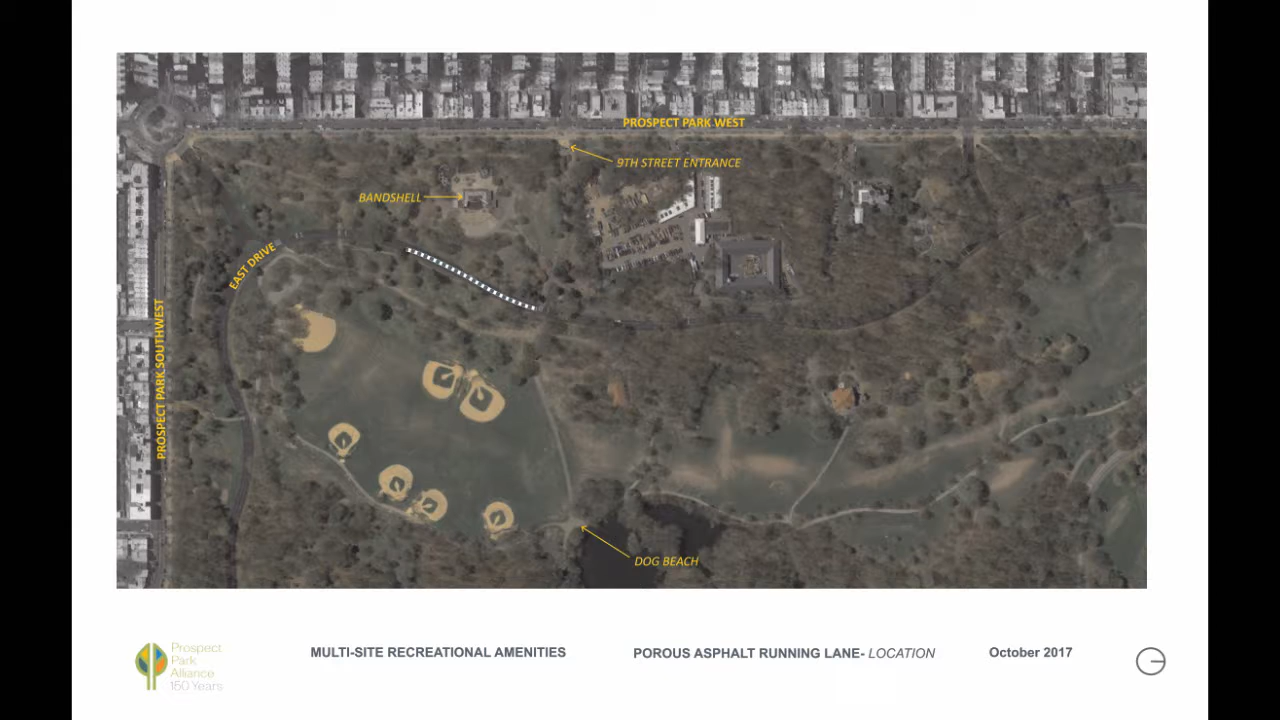 PROSPECT PARK WEST
9TH STREET ENTRANCE
BANDSHELL
EAST DRIVE
PROSPECT PARK SOUTHWEST
DOG BEACH
Prospect
Park
Alliance
150 Years
MULTI-SITE RECREATIONAL AMENITIES
POROUS ASPHALT RUNNING LANE- LOCATION
October 2017